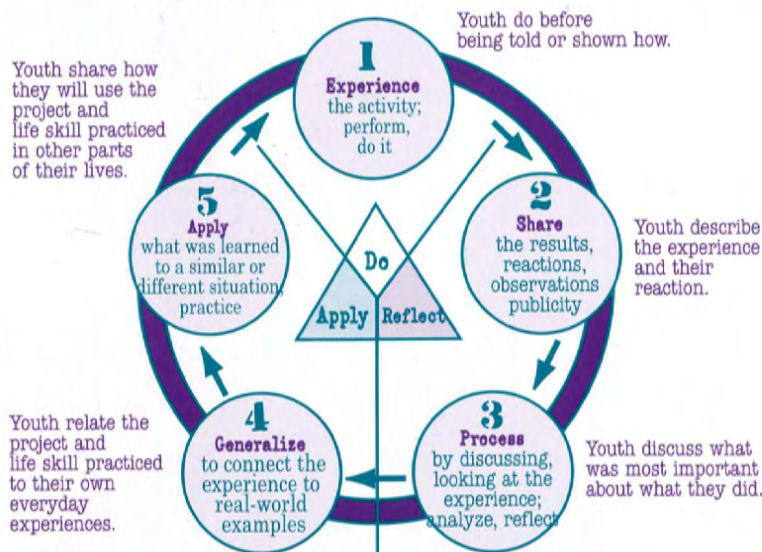 Youth do before
being told or shown how.
1
Experience
the activity;
perform,
do it
Youth share how
they will use the
project and
life skill practiced
in other parts
of their lives.
2
Share
the results,
reactions,
observations
publicity
Youth describe
the experience
and their
reaction.
5
Apply
what was learned
to a similar or
different situation,
practice
Do
Apply
Reflect
3
Process
by discussing,
looking at the
experience;
analyze, reflect
Youth discuss what
was most important
about what they did.
4
Generalize
to connect the
experience to
real-world
examples
Youth relate the
project and
life skill practiced
to their own
everyday
experiences.